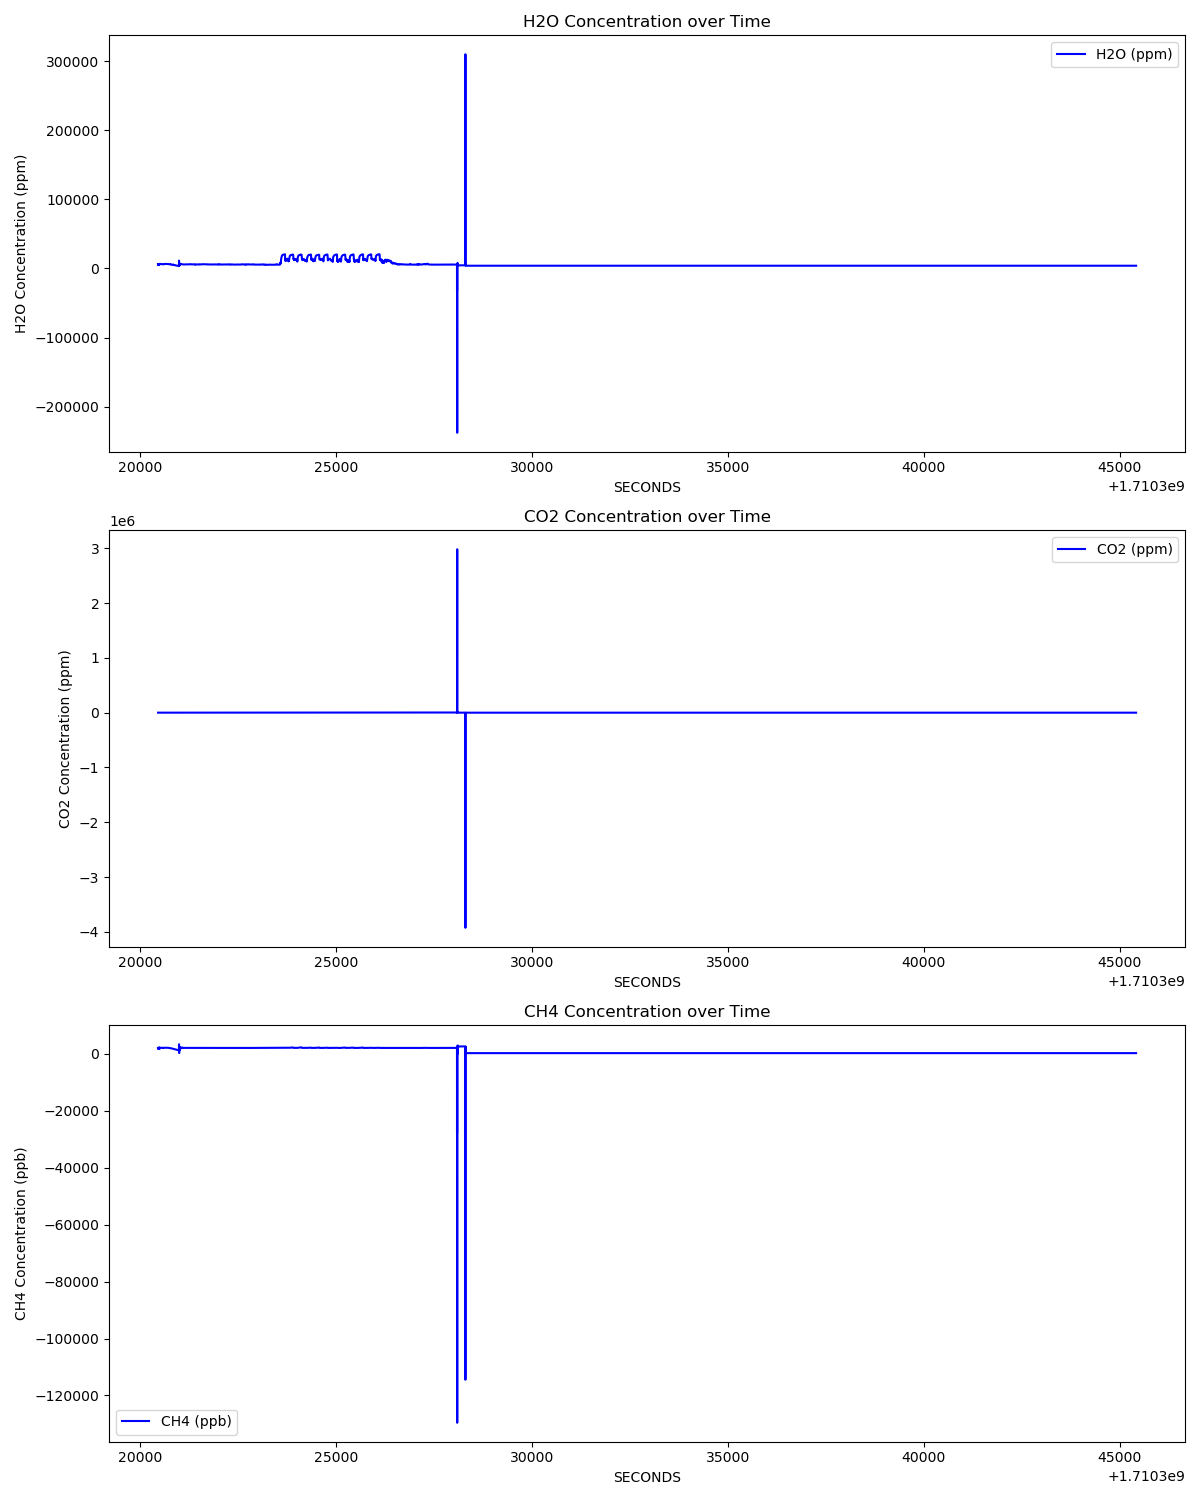 H2O Concentration over Time
H2O (ppm)
H2O Concentration (ppm)
300000
200000
100000
0
−100000
−200000
20000 25000 30000 35000 40000 45000
SECONDS
+1.7103e9
CO2 Concentration over Time
1e6
CO2 (ppm)
CO2 Concentration (ppm)
3
2
1
0
−1
−2
−3
−4
20000 25000 30000 35000 40000 45000
SECONDS
+1.7103e9
CH4 Concentration over Time
CH4 Concentration (ppb)
0
−20000
−40000
−60000
−80000
−100000
−120000
CH4 (ppb)
20000 25000 30000 35000 40000 45000
SECONDS
+1.7103e9